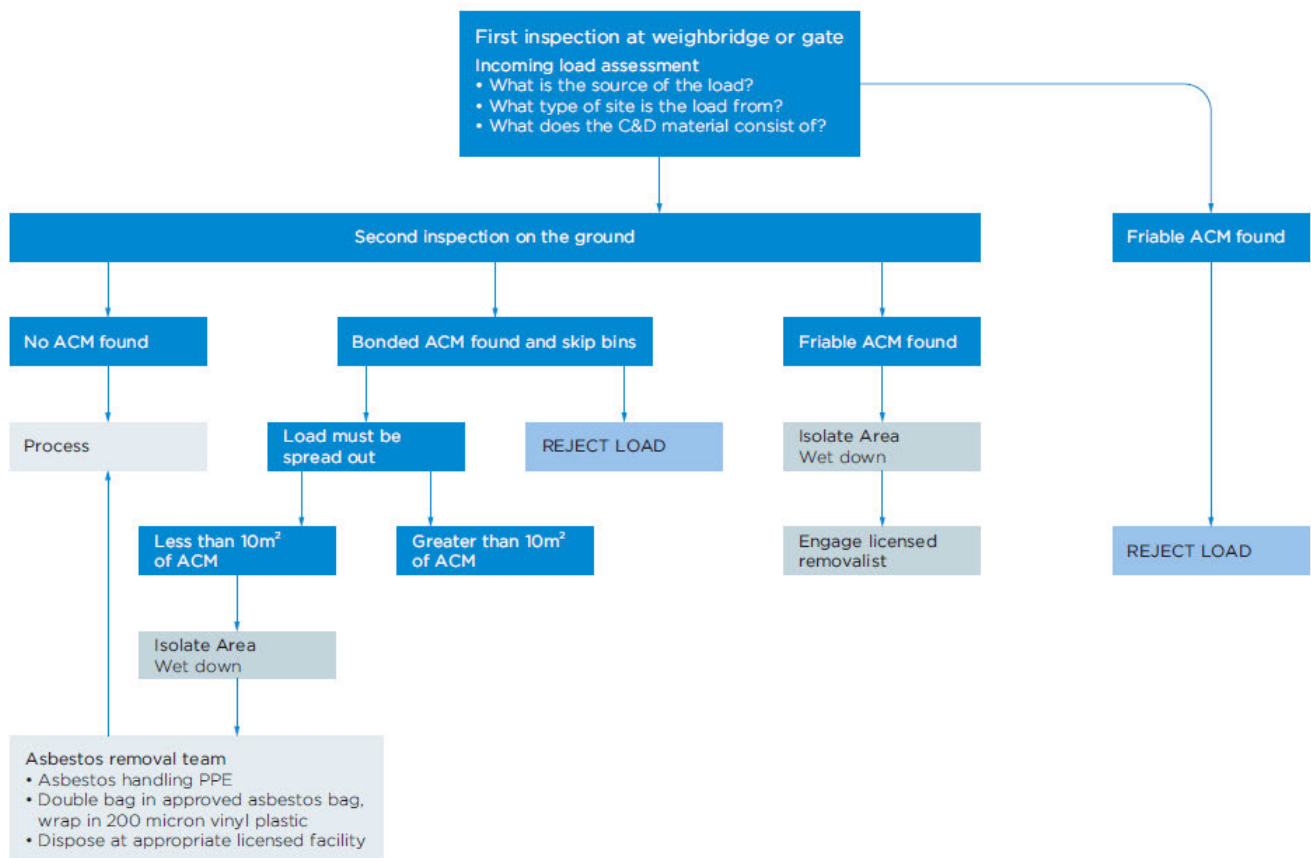 First inspection at weighbridge or gate
Incoming load assessment
• What is the source of the load?
• What type of site is the load from?
• What does the C&D material consist of?
Second inspection on the ground
Friable ACM found
No ACM found
Bonded ACM found and skip bins
Friable ACM found
Process
Load must be
spread out
REJECT LOAD
Isolate Area
Wet down
Less than 10m²
of ACM
Greater than 10m²
of ACM
Engage licensed
removalist
REJECT LOAD
Isolate Area
Wet down
Asbestos removal team
• Asbestos handling PPE
• Double bag in approved asbestos bag,
wrap in 200 micron vinyl plastic
• Dispose at appropriate licensed facility